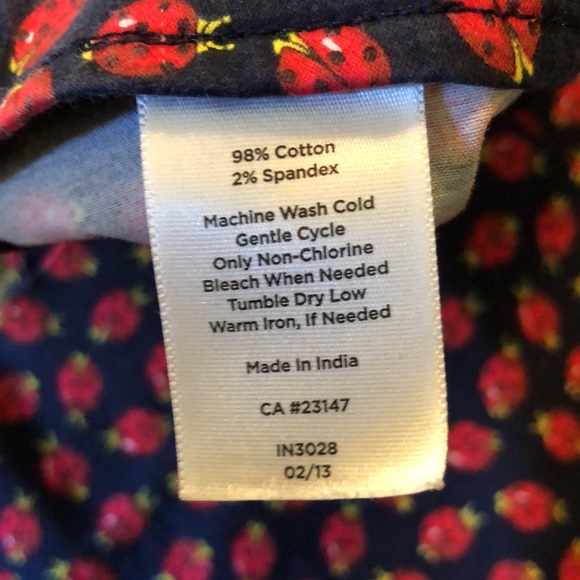 98% Cotton
2% Spandex
Machine Wash Cold
Gentle Cycle
Only Non-Chlorine
Bleach When Needed
Tumble Dry Low
Warm Iron, If Needed
Made In India
CA #23147
IN3028
02/13